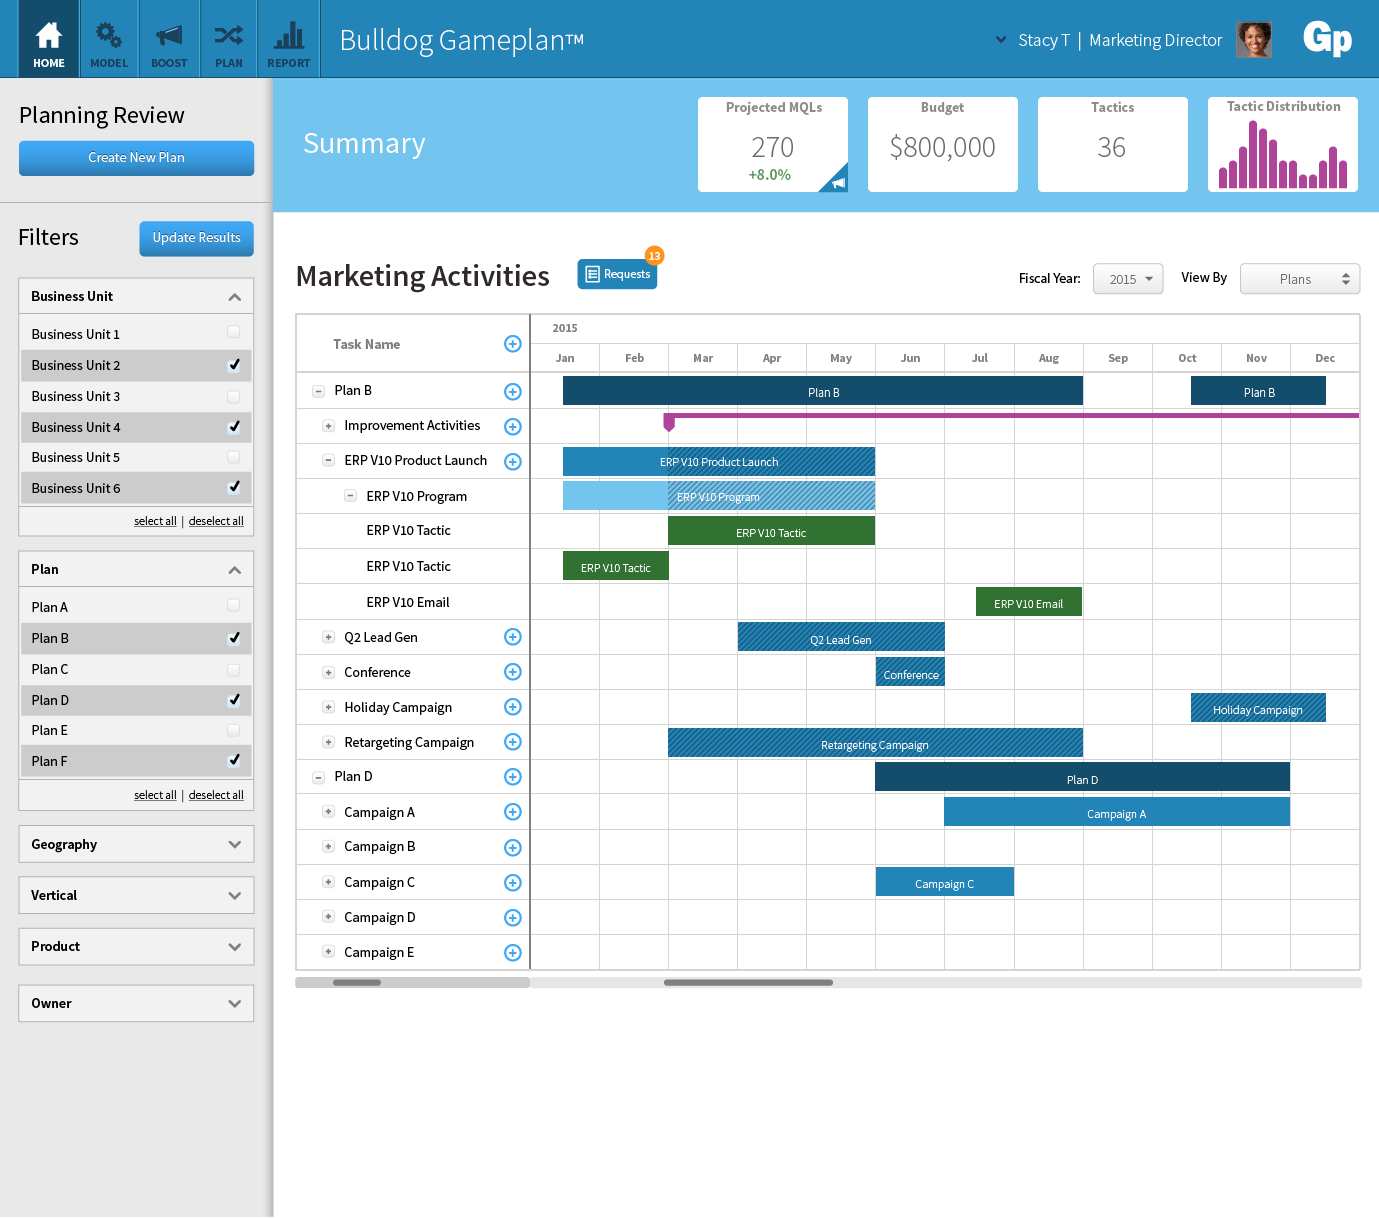 HOME
MODEL
BOOST
PLAN
REPORT
Bulldog Gameplan™
Stacy T | Marketing Director
Gp
Planning Review
Create New Plan
Filters
Update Results
Business Unit
Business Unit 1
Business Unit 2
Business Unit 3
Business Unit 4
Business Unit 5
Business Unit 6
select all | deselect all
Plan
Plan A
Plan B
Plan C
Plan D
Plan E
Plan F
select all | deselect all
Geography
Vertical
Product
Owner
Summary
Projected MQLs
270
+8.0%
Budget
$800,000
Tactics
36
Tactic Distribution
Marketing Activities
Requests
13
Fiscal Year:
2015
View By
Plans
Task Name
2015
Jan Feb Mar Apr May Jun Jul Aug Sep Oct Nov Dec
Plan B
Plan B
Plan B
Improvement Activities
ERP V10 Product Launch
ERP V10 Product Launch
ERP V10 Program
ERP V10 Program
ERP V10 Tactic
ERP V10 Tactic
ERP V10 Tactic
ERP V10 Tactic
ERP V10 Email
ERP V10 Email
Q2 Lead Gen
Q2 Lead Gen
Conference
Conference
Holiday Campaign
Holiday Campaign
Retargeting Campaign
Retargeting Campaign
Plan D
Plan D
Campaign A
Campaign A
Campaign B
Campaign C
Campaign C
Campaign D
Campaign E